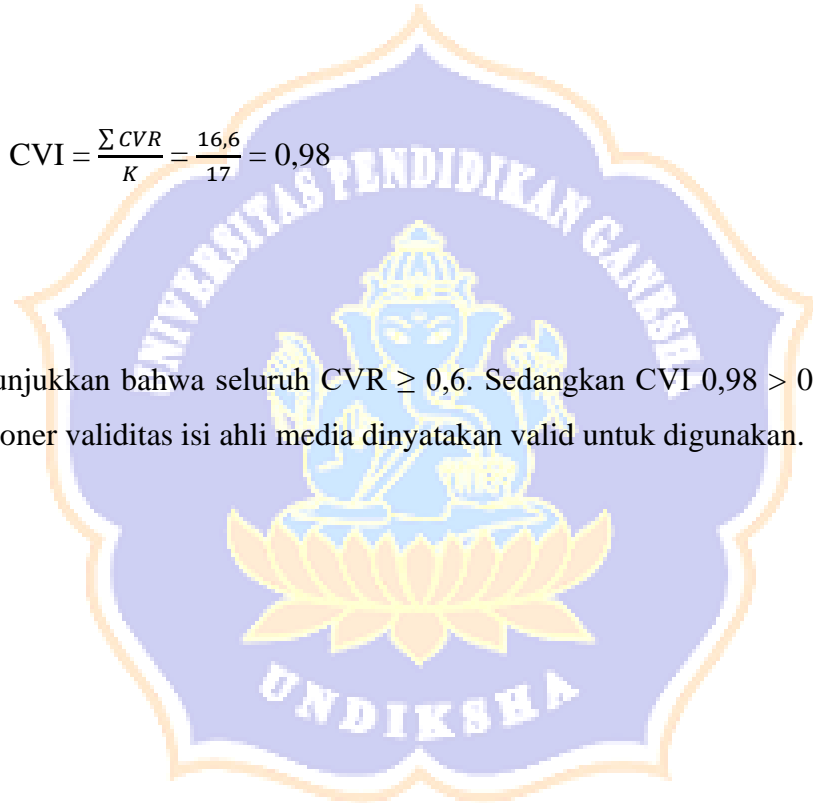 CVI = ∑ CVR / K = 16,6 / 17 = 0,98
UNIVERSITAS PENDIDIKAN GANESHA
unjukkan bahwa seluruh CVR ≥ 0,6. Sedangkan CVI 0,98 > 0
oner validitas isi ahli media dinyatakan valid untuk digunakan.
UNDIKSHA